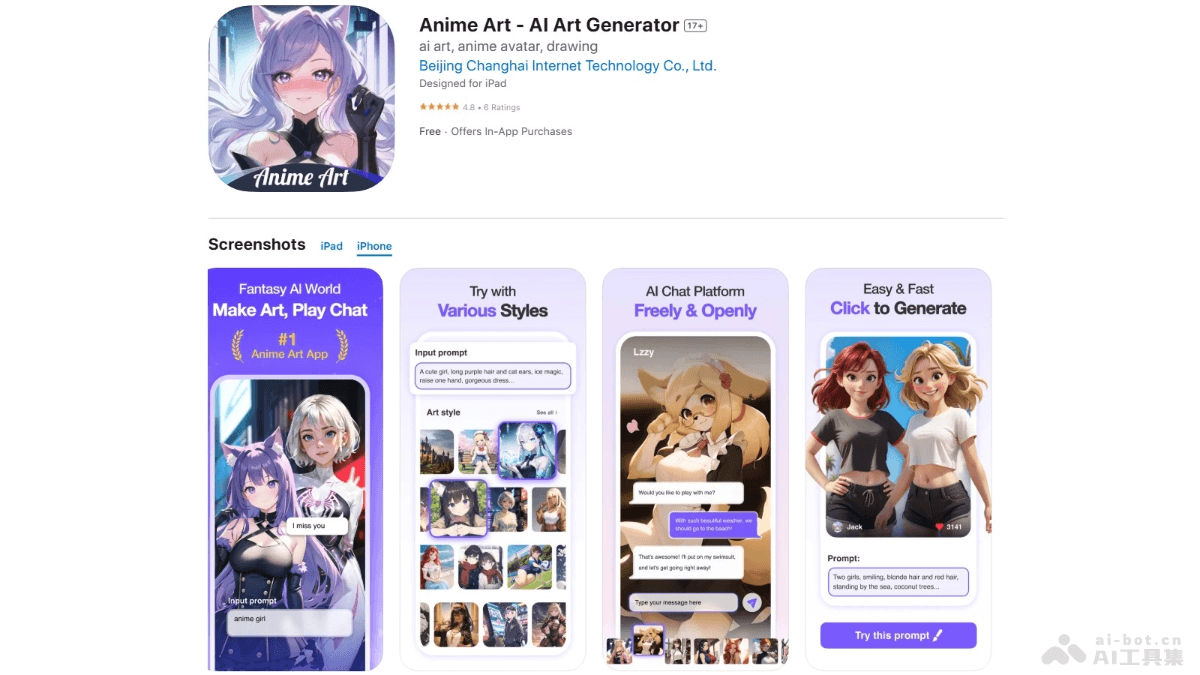 Anime Art - AI Art Generator 17+
ai art, anime avatar, drawing
Beijing Changhai Internet Technology Co., Ltd.
Designed for iPad
★★★★★ 4.8 • 6 Ratings
Free · Offers In-App Purchases
Anime Art
Screenshots iPad iPhone
Fantasy AI World
Make Art, Play Chat
#1
Anime Art App
I miss you
Input prompt
anime girl
Try with
Various Styles
Input prompt
A cute girl, long purple hair and cat ears, ice magic,
raise one hand, gorgeous dress...
Art style See all ›
AI Chat Platform
Freely & Openly
Lzzy
Would you like to play with me?
With such beautiful weather, we
should go to the beach!
That's awesome! I'll put on my swimsuit,
and let's get going right away!
Type your message here
Easy & Fast
Click to Generate
Jack 3141
Prompt:
Two girls, smiling, blonde hair and red hair,
standing by the sea, coconut trees...
Try this prompt
ai-bot.cn
AI工具集